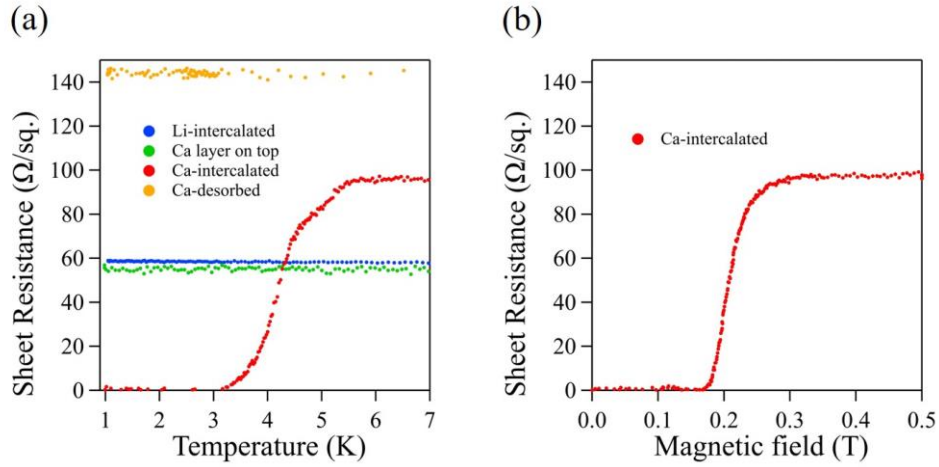 (a)
Sheet Resistance (Ω/sq.)
140
120
100
80
60
40
20
0
Li-intercalated
Ca layer on top
Ca-intercalated
Ca-desorbed
1 2 3 4 5 6 7
Temperature (K)
(b)
Sheet Resistance (Ω/sq.)
140
120
100
80
60
40
20
0
Ca-intercalated
0.0 0.1 0.2 0.3 0.4 0.5
Magnetic field (T)